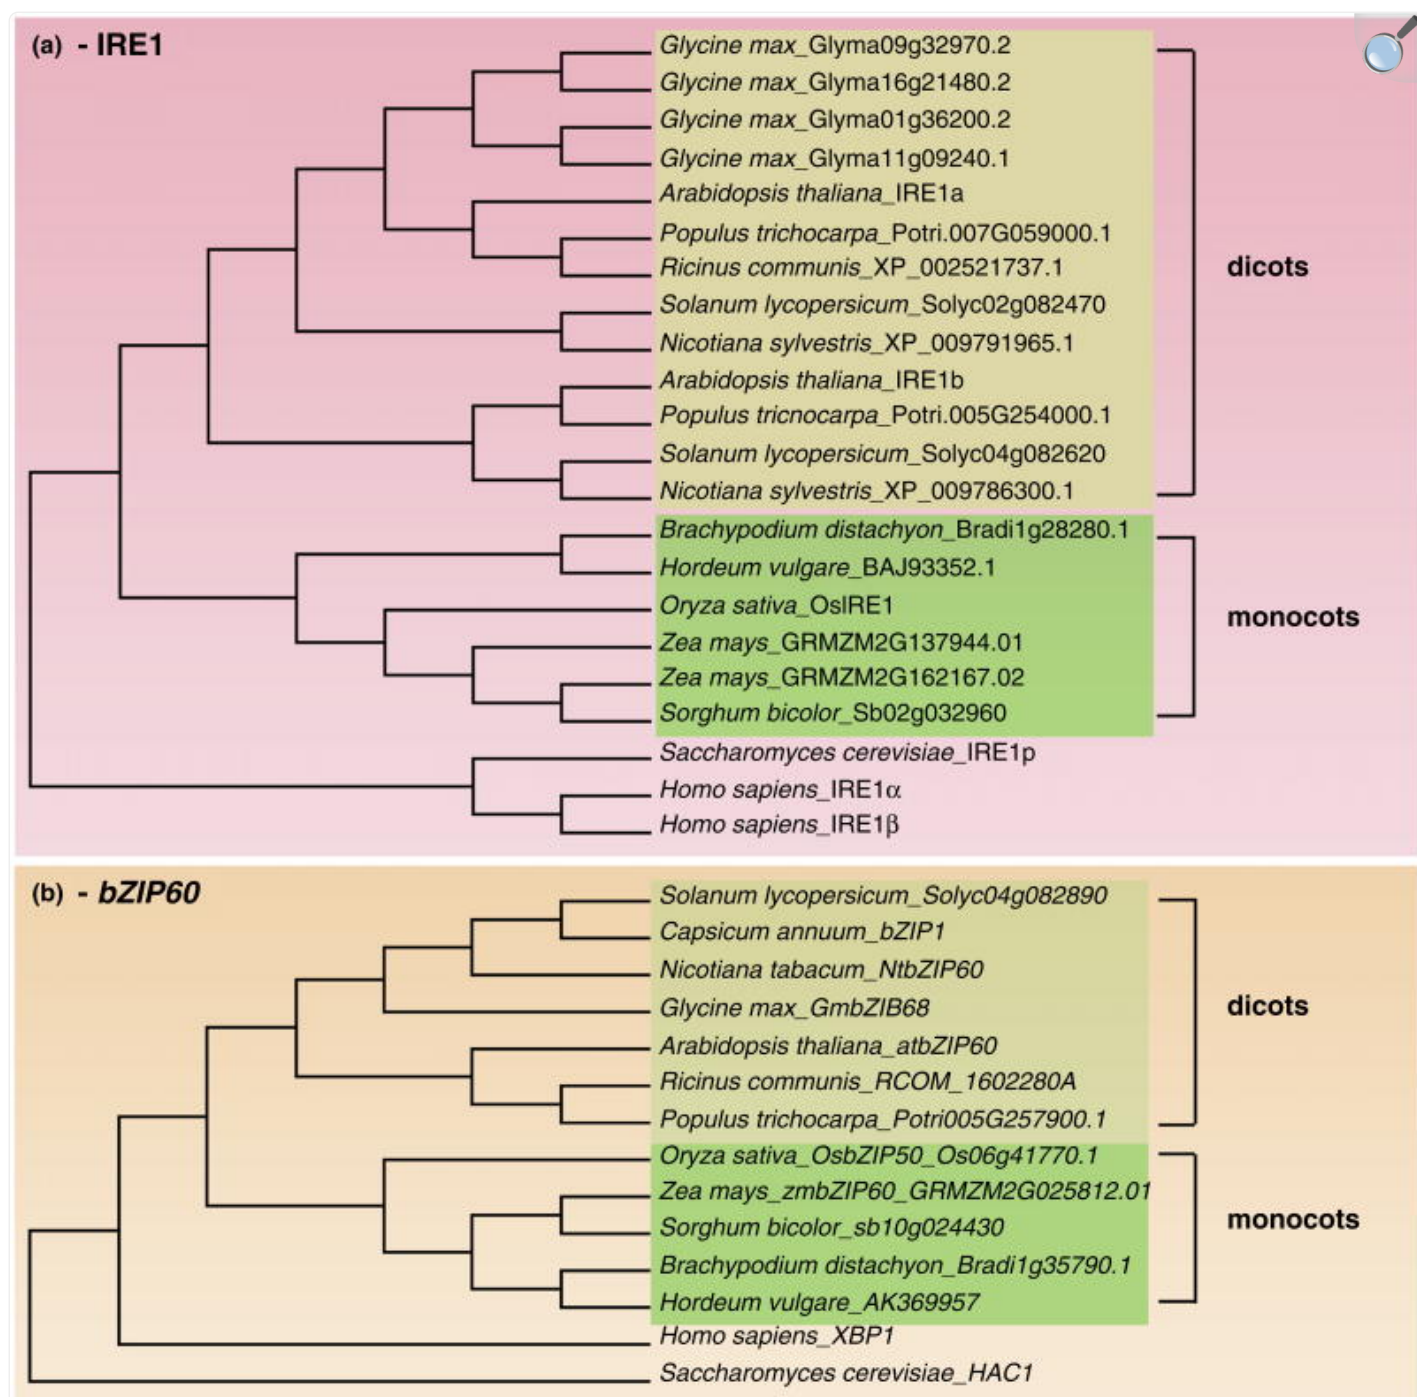 (a) - IRE1
Glycine max_Glyma09g32970.2
Glycine max_Glyma16g21480.2
Glycine max_Glyma01g36200.2
Glycine max_Glyma11g09240.1
Arabidopsis thaliana_IRE1a
Populus trichocarpa_Potri.007G059000.1
Ricinus communis_XP_002521737.1
Solanum lycopersicum_Solyc02g082470
Nicotiana sylvestris_XP_009791965.1
Arabidopsis thaliana_IRE1b
Populus tricnocarpa_Potri.005G254000.1
Solanum lycopersicum_Solyc04g082620
Nicotiana sylvestris_XP_009786300.1
dicots
Brachypodium distachyon_Bradi1g28280.1
Hordeum vulgare_BAJ93352.1
Oryza sativa_OsIRE1
Zea mays_GRMZM2G137944.01
Zea mays_GRMZM2G162167.02
Sorghum bicolor_Sb02g032960
monocots
Saccharomyces cerevisiae_IRE1p
Homo sapiens_IRE1α
Homo sapiens_IRE1β
(b) - bZIP60
Solanum lycopersicum_Solyc04g082890
Capsicum annuum_bZIP1
Nicotiana tabacum_NtbZIP60
Glycine max_GmbZIB68
Arabidopsis thaliana_atbZIP60
Ricinus communis_RCOM_1602280A
Populus trichocarpa_Potri005G257900.1
dicots
Oryza sativa_OsbZIP50_Os06g41770.1
Zea mays_zmbZIP60_GRMZM2G025812.01
Sorghum bicolor_sb10g024430
Brachypodium distachyon_Bradi1g35790.1
Hordeum vulgare_AK369957
monocots
Homo sapiens_XBP1
Saccharomyces cerevisiae_HAC1